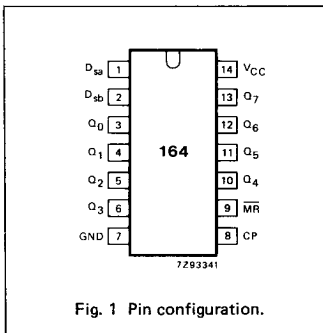 Dsa 1 14 VCC
Dsb 2 13 Q7
Q0 3 12 Q6
Q1 4 164 11 Q5
Q2 5 10 Q4
Q3 6 9 M̅R̅
GND 7 8 CP
7Z93341
Fig. 1 Pin configuration.